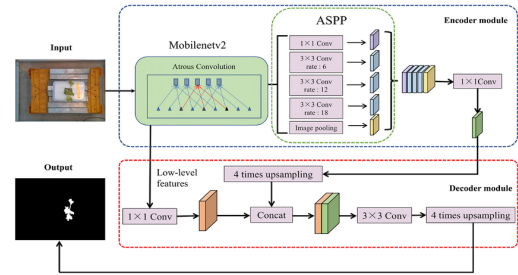 ASPP
Encoder module
Input
Mobilenetv2
Atrous Convolution
1×1 Conv
3×3 Conv
rate : 6
3×3 Conv
rate : 12
3×3 Conv
rate : 18
Image pooling
1×1Conv
Output
Low-level
features
4 times upsampling
Decoder module
1×1 Conv
Concat
3×3 Conv
4 times upsampling